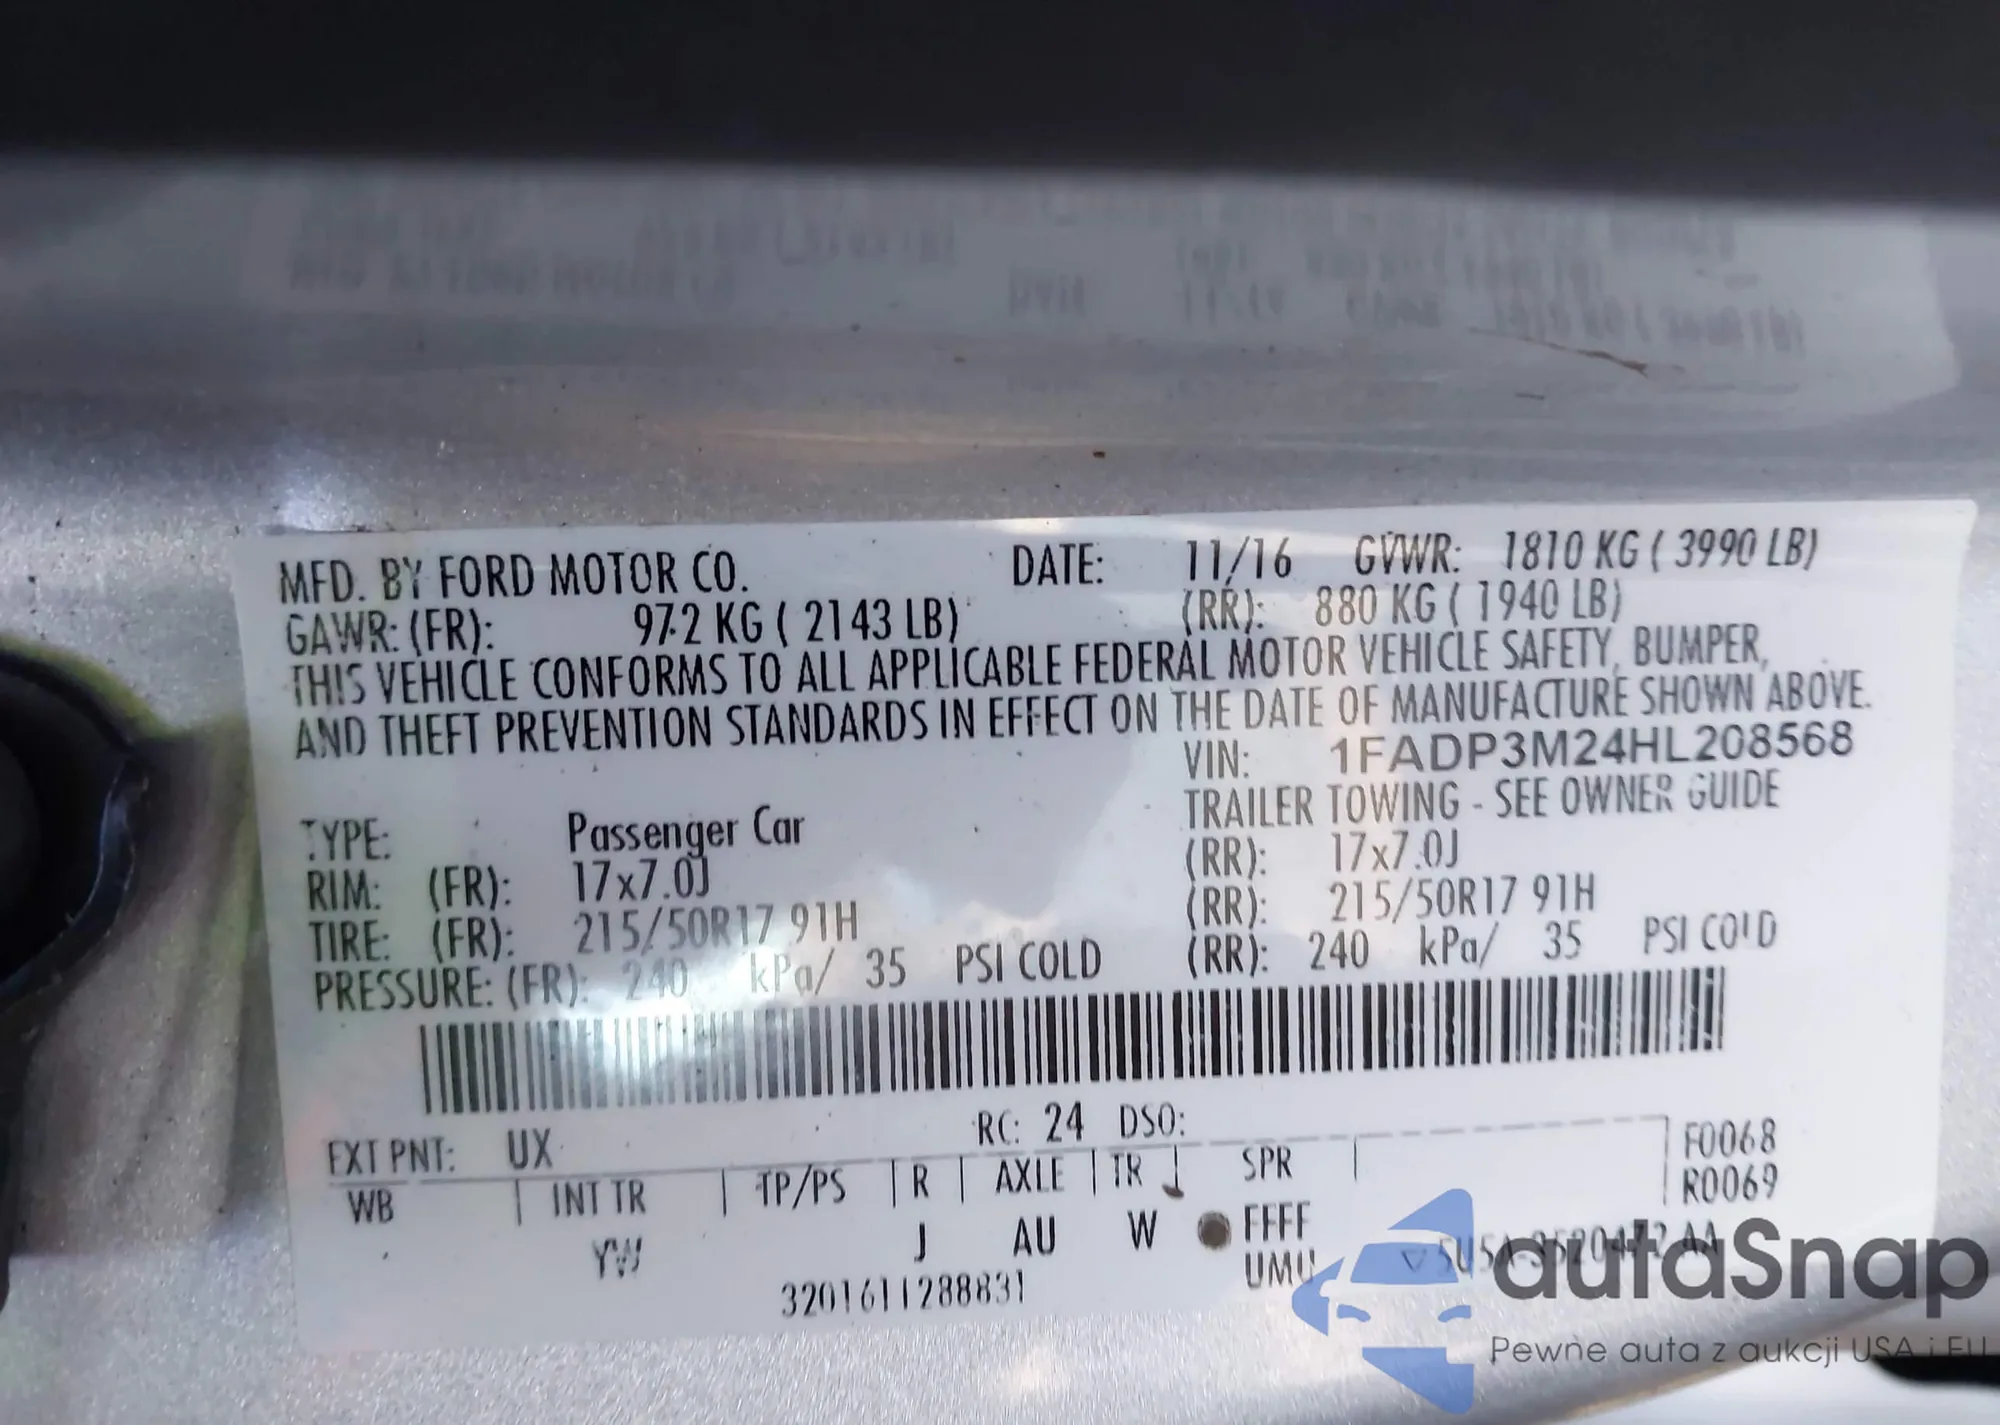 MFD. BY FORD MOTOR CO. DATE: 11/16 GVWR: 1810 KG ( 3990 LB)
GAWR: (FR): 972 KG ( 2143 LB) (RR): 880 KG ( 1940 LB)
THIS VEHICLE CONFORMS TO ALL APPLICABLE FEDERAL MOTOR VEHICLE SAFETY, BUMPER,
AND THEFT PREVENTION STANDARDS IN EFFECT ON THE DATE OF MANUFACTURE SHOWN ABOVE.
VIN: 1FADP3M24HL208568
TYPE: Passenger Car TRAILER TOWING - SEE OWNER GUIDE
RIM: (FR): 17x7.0J (RR): 17x7.0J
TIRE: (FR): 215/50R17 91H (RR): 215/50R17 91H
PRESSURE: (FR): 240 kPa/ 35 PSI COLD (RR): 240 kPa/ 35 PSI COLD
EXT PNT: UX RC: 24 DSO: F0068
WB INT TR TP/PS R AXLE TR SPR R0069
YW J AU W FFFF
UMU 5U5A-3520472-AA
3201611288831
autaSnap
Pewne auta z aukcji USA i EU